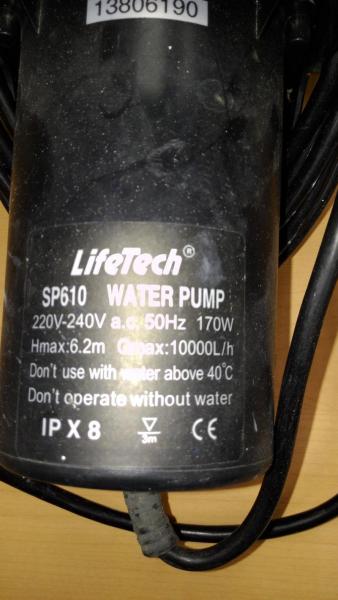 13806190
LifeTech®
SP610 WATER PUMP
220V-240V a.c. 50Hz 170W
Hmax:6.2m Qmax:10000L/h
Don't use with water above 40°C
Don't operate without water
IPX8 3m CE